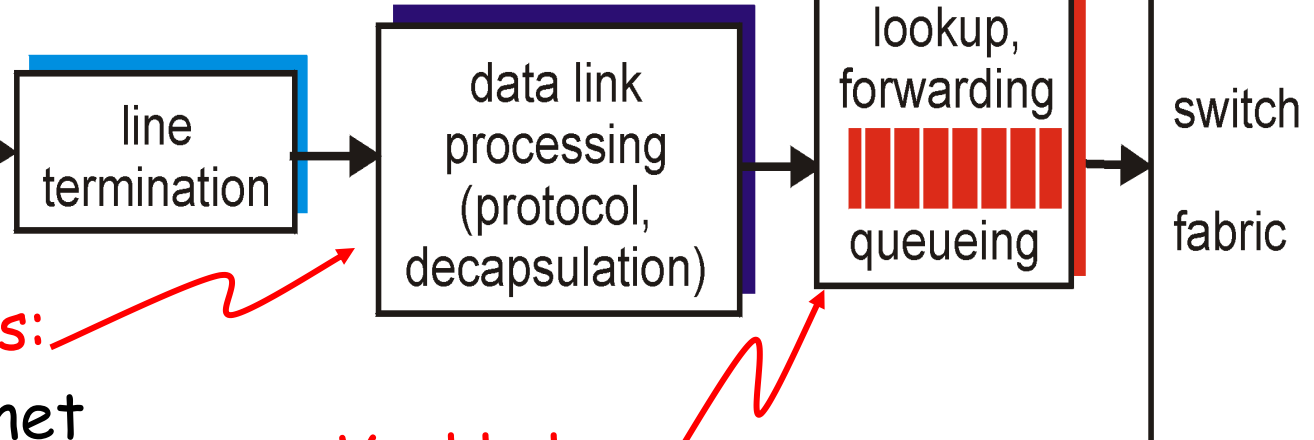 line
termination
data link
processing
(protocol,
decapsulation)
lookup,
forwarding
queueing
switch
fabric
s:
net